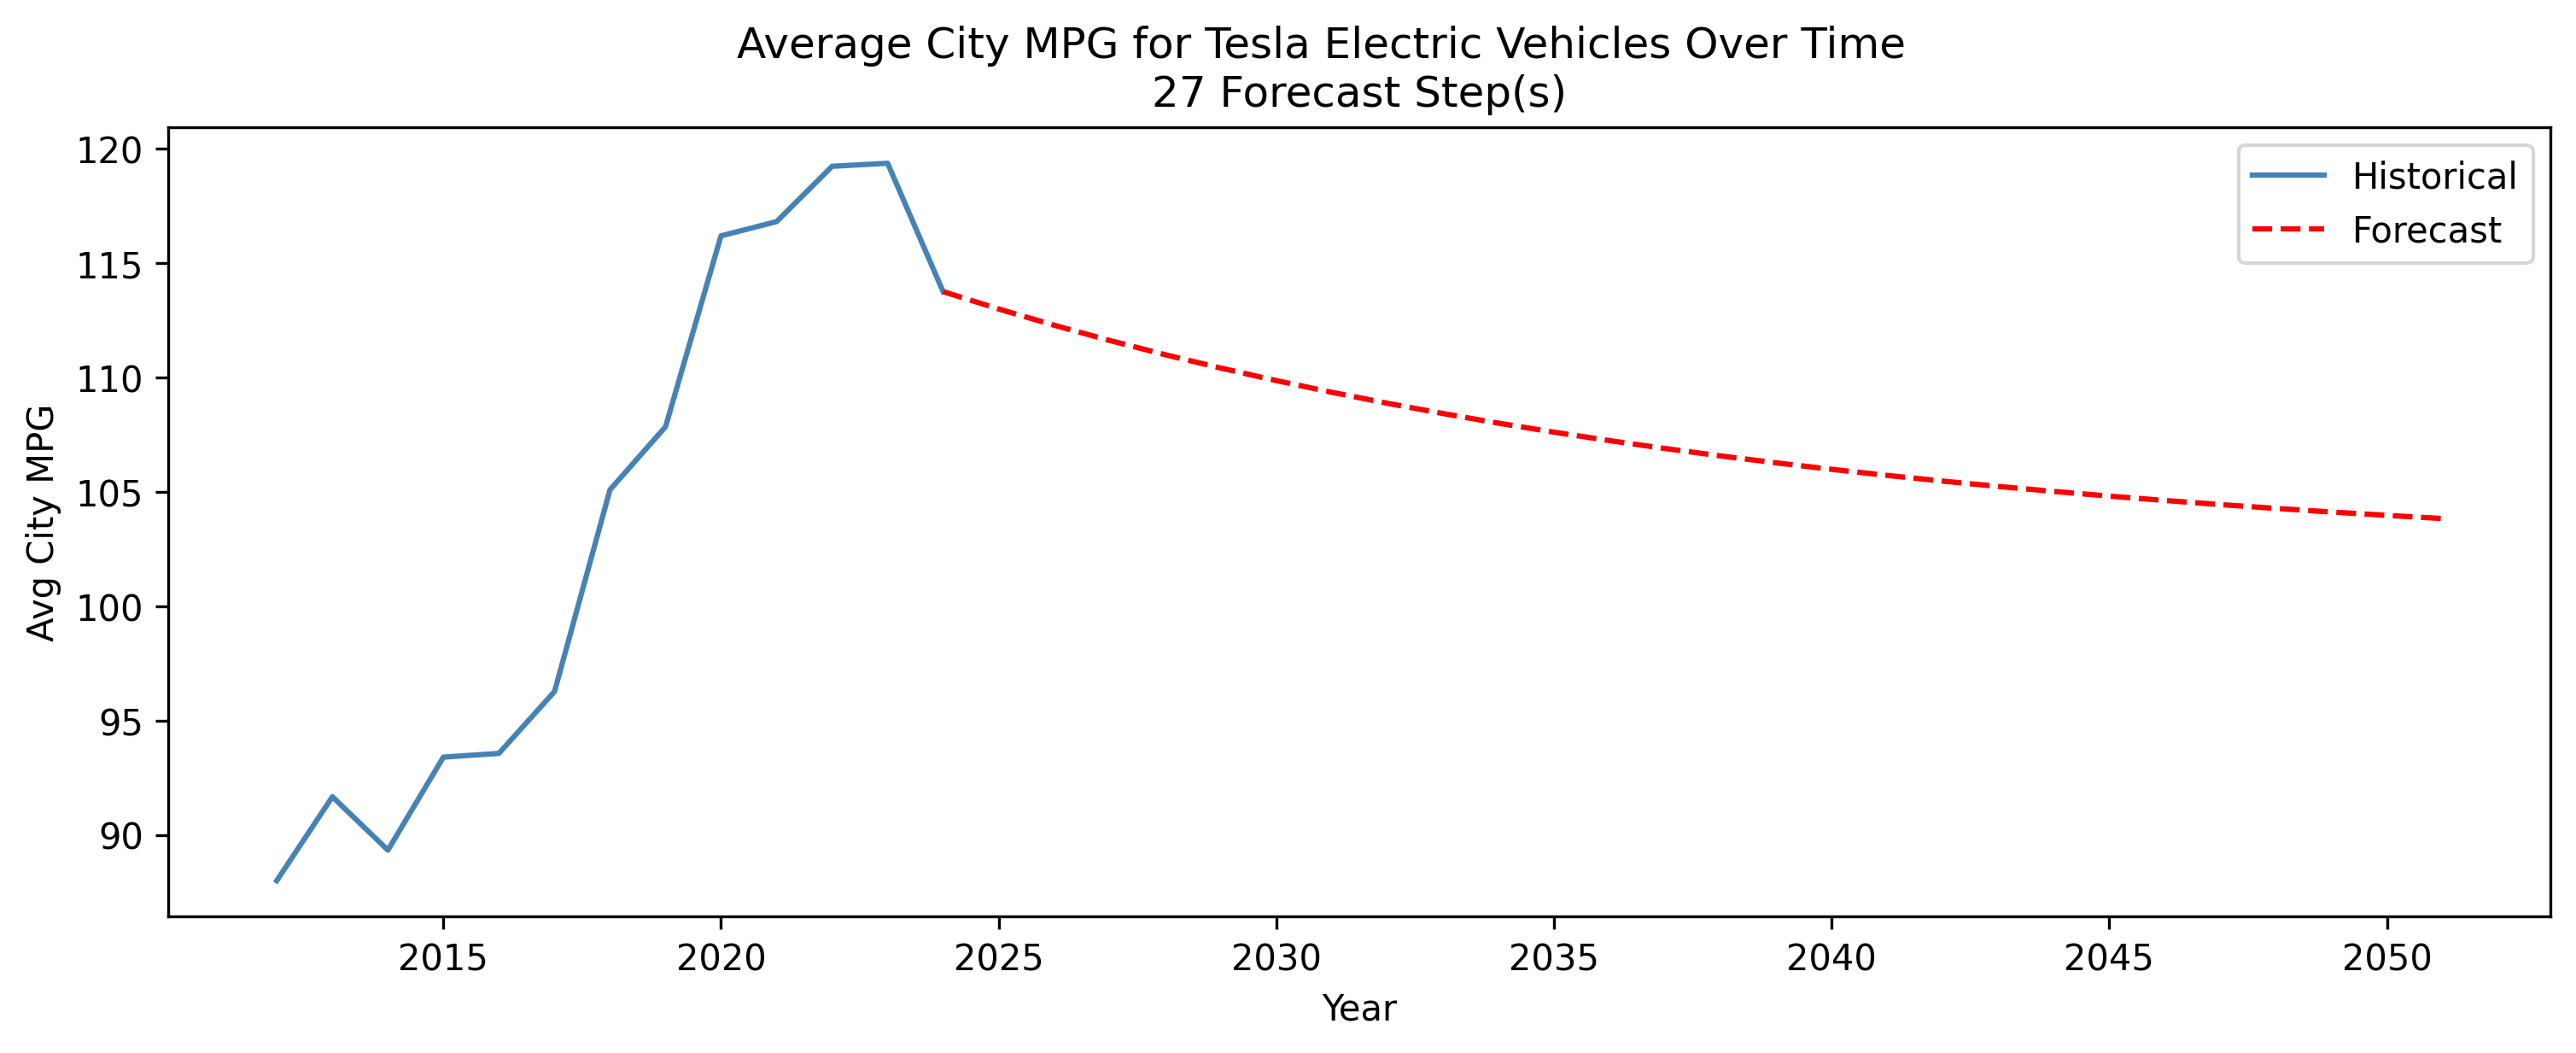 Average City MPG for Tesla Electric Vehicles Over Time
27 Forecast Step(s)
120
115
110
105
100
95
90
Avg City MPG
Historical
Forecast
2015
2020
2025
2030
2035
2040
2045
2050
Year